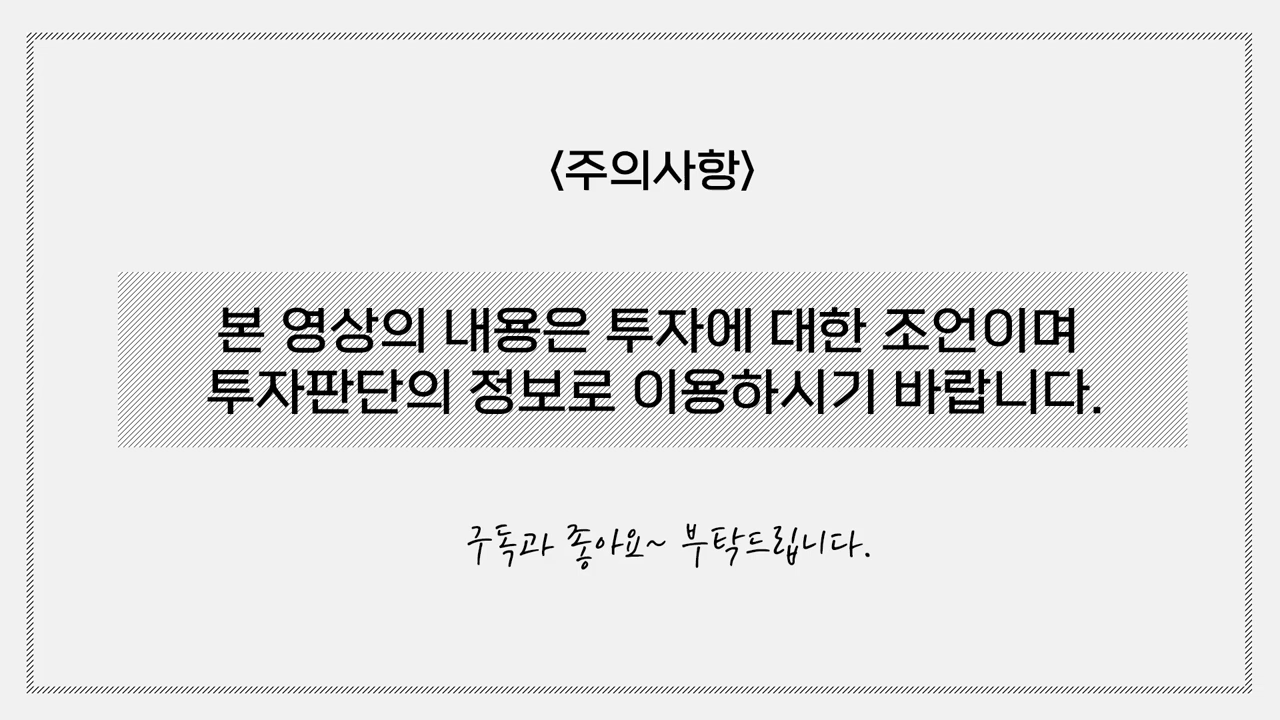 〈주의사항〉
본 영상의 내용은 투자에 대한 조언이며
투자판단의 정보로 이용하시기 바랍니다.
구독과 좋아요~ 부탁드립니다.